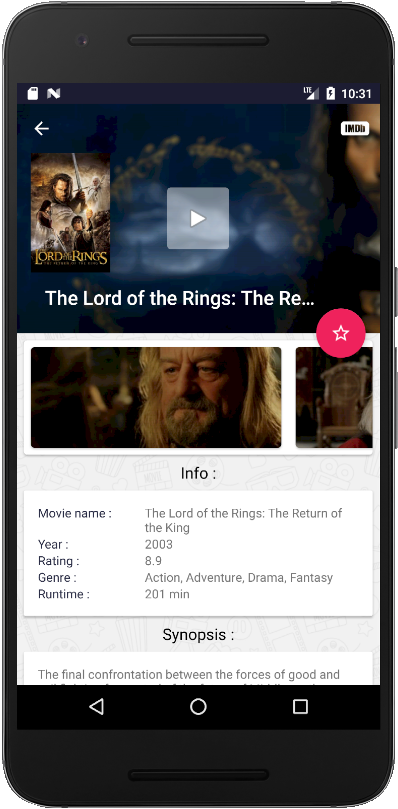 LTE 10:31
IMDb
LORD OF THE RINGS
THE RETURN OF THE KING
The Lord of the Rings: The Re...
Info :
Movie name : The Lord of the Rings: The Return of
the King
Year : 2003
Rating : 8.9
Genre : Action, Adventure, Drama, Fantasy
Runtime : 201 min
Synopsis :
The final confrontation between the forces of good and